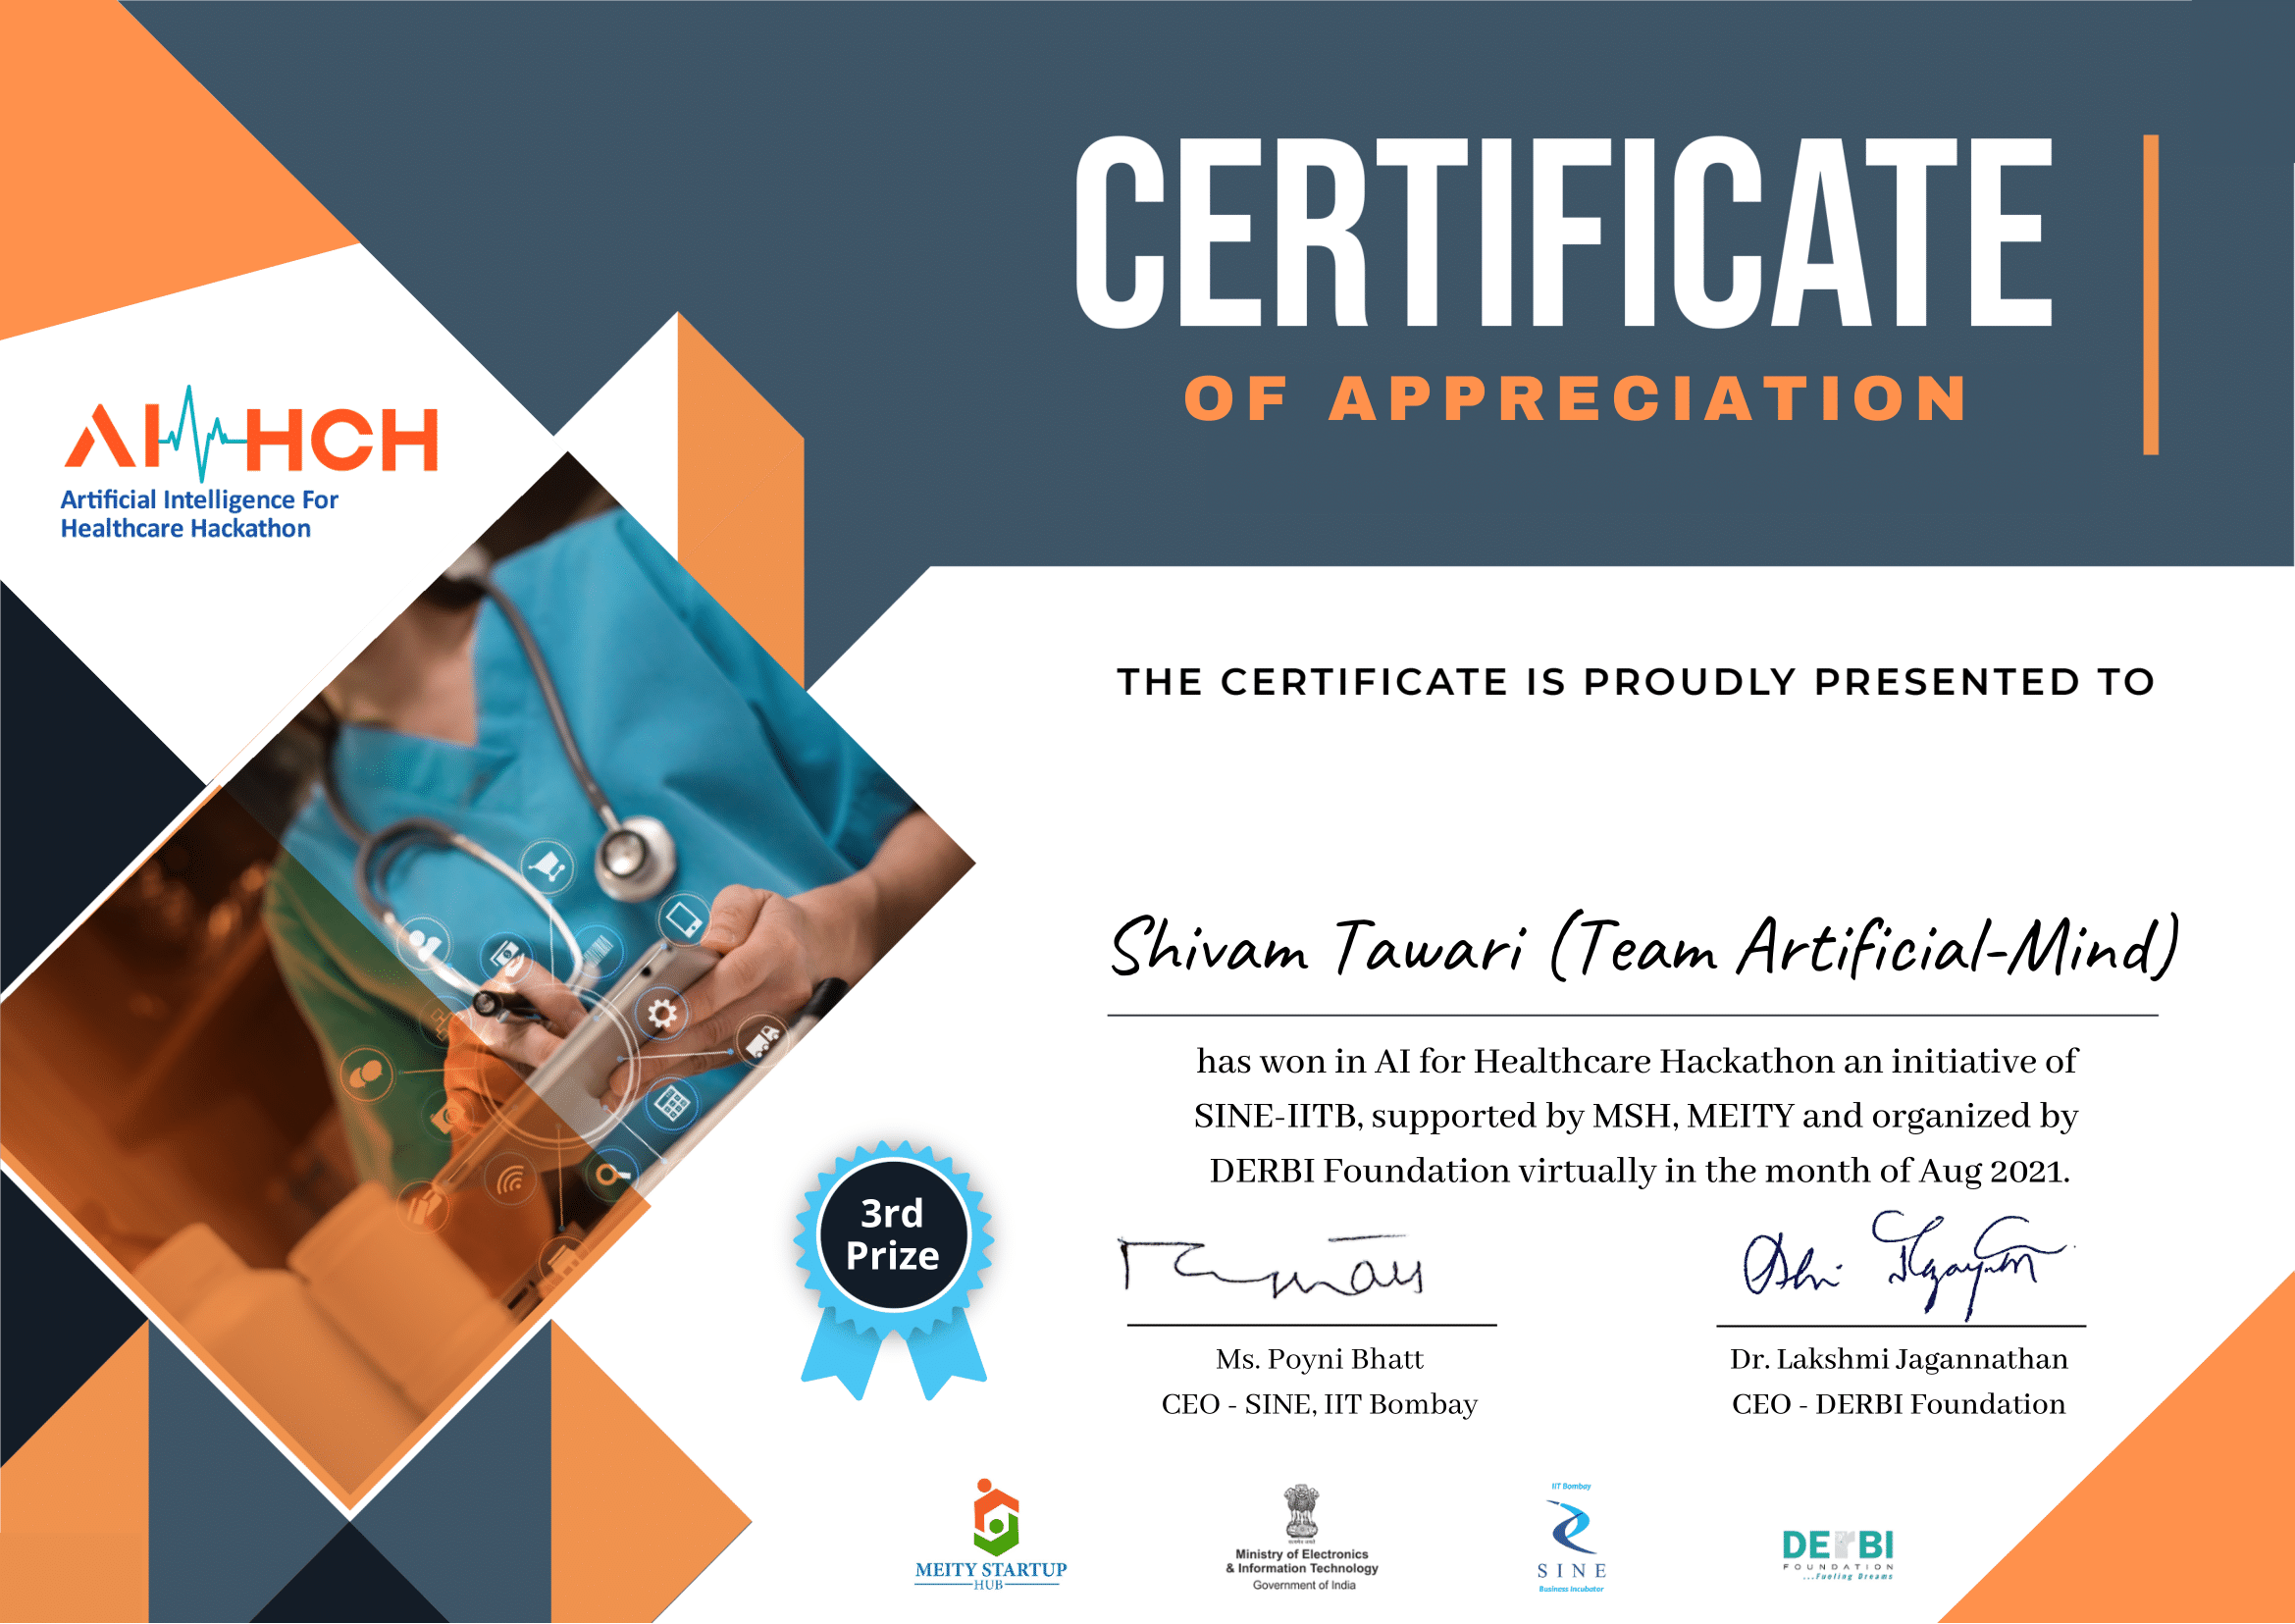 CERTIFICATE
OF APPRECIATION
AI HCH
Artificial Intelligence For
Healthcare Hackathon
THE CERTIFICATE IS PROUDLY PRESENTED TO
Shivam Tawari (Team Artificial-Mind)
has won in AI for Healthcare Hackathon an initiative of
SINE-IITB, supported by MSH, MEITY and organized by
DERBI Foundation virtually in the month of Aug 2021.
3rd
Prize
Ms. Poyni Bhatt
CEO - SINE, IIT Bombay
Dr. Lakshmi Jagannathan
CEO - DERBI Foundation
MEITY STARTUP
HUB
Ministry of Electronics
& Information Technology
Government of India
IIT Bombay
SINE
Business Incubator
DERBI
FOUNDATION
...Fueling Dreams